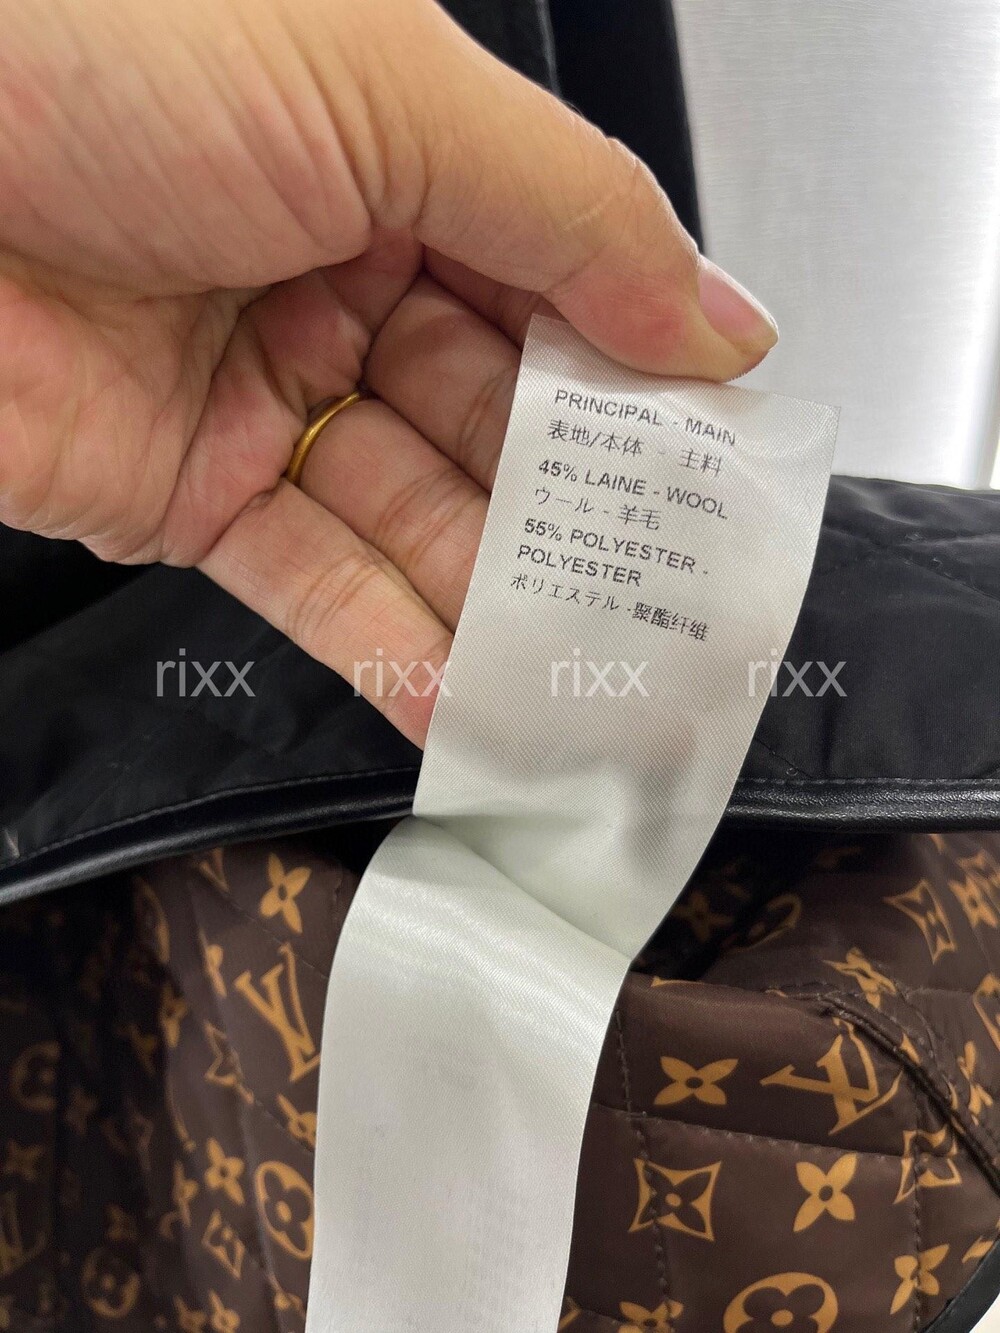 PRINCIPAL - MAIN
表地/本体 - 主料
45% LAINE - WOOL
ウール - 羊毛
55% POLYESTER -
POLYESTER
ポリエステル - 聚酯纤维
rixx rixx rixx rixx